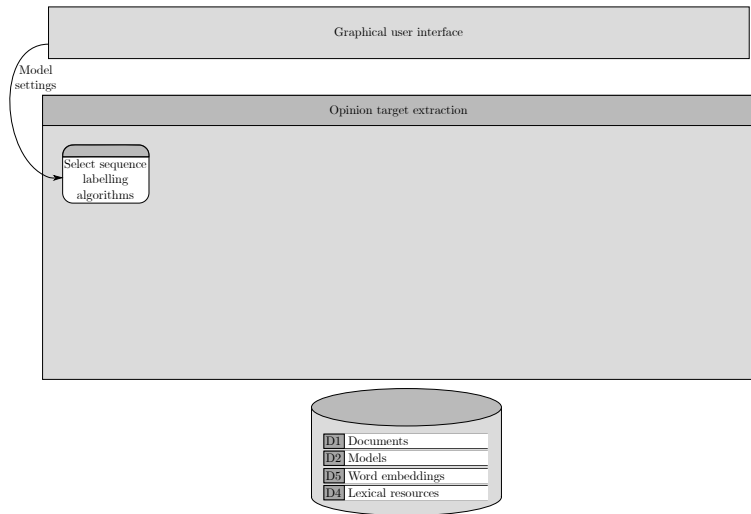 Graphical user interface
Model
settings
Opinion target extraction
Select sequence
labelling
algorithms
D1 Documents
D2 Models
D5 Word embeddings
D4 Lexical resources